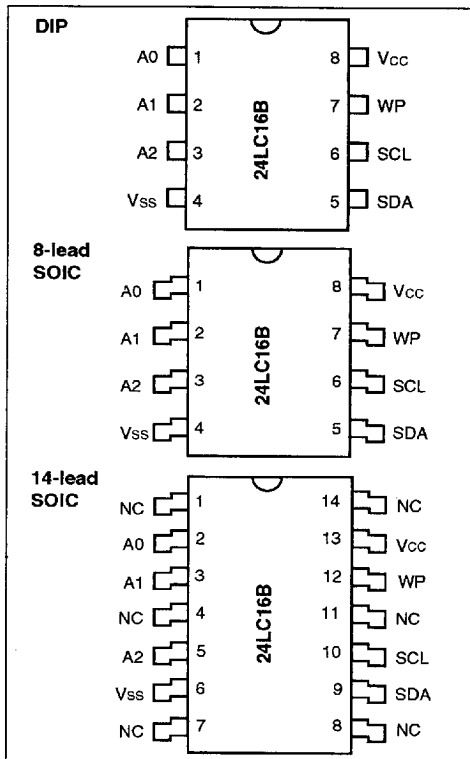 DIP
A0 1 8 Vcc
A1 2 7 WP
A2 3 6 SCL
Vss 4 5 SDA
24LC16B
8-lead
SOIC
A0 1 8 Vcc
A1 2 7 WP
A2 3 6 SCL
Vss 4 5 SDA
24LC16B
14-lead
SOIC
NC 1 14 NC
A0 2 13 Vcc
A1 3 12 WP
NC 4 11 NC
A2 5 10 SCL
Vss 6 9 SDA
NC 7 8 NC
24LC16B